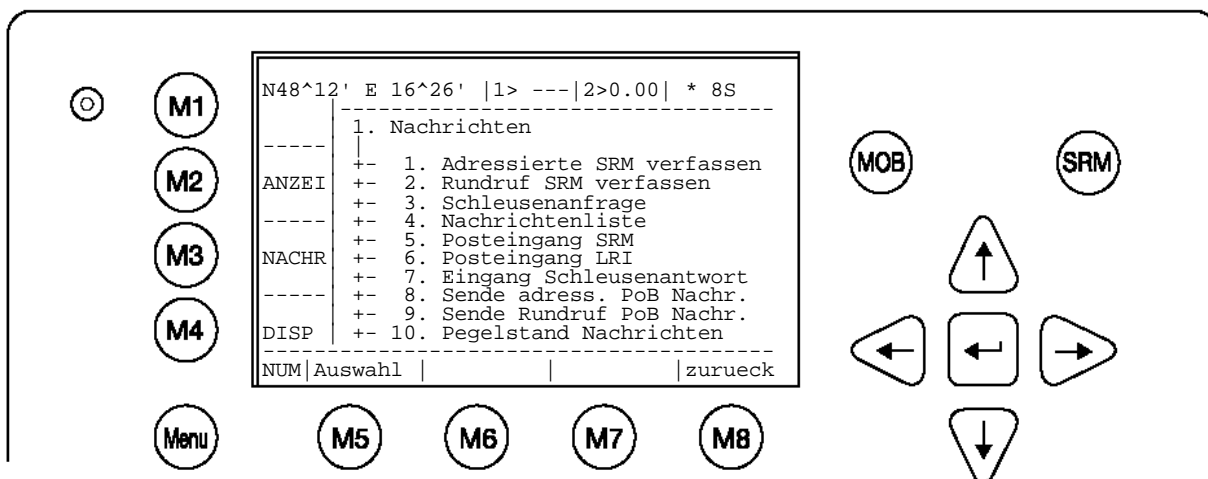 N48^12' E 16^26' |1> ---|2>0.00| * 8S
1. Nachrichten
+- 1. Adressierte SRM verfassen
ANZEI +- 2. Rundruf SRM verfassen
+- 3. Schleusenanfrage
+- 4. Nachrichtenliste
+- 5. Posteingang SRM
NACHR +- 6. Posteingang LRI
+- 7. Eingang Schleusenantwort
+- 8. Sende adress. PoB Nachr.
+- 9. Sende Rundruf PoB Nachr.
DISP +- 10. Pegelstand Nachrichten
NUM|Auswahl | | |zurueck
M1
M2
M3
M4
Menu
M5
M6
M7
M8
MOB
SRM